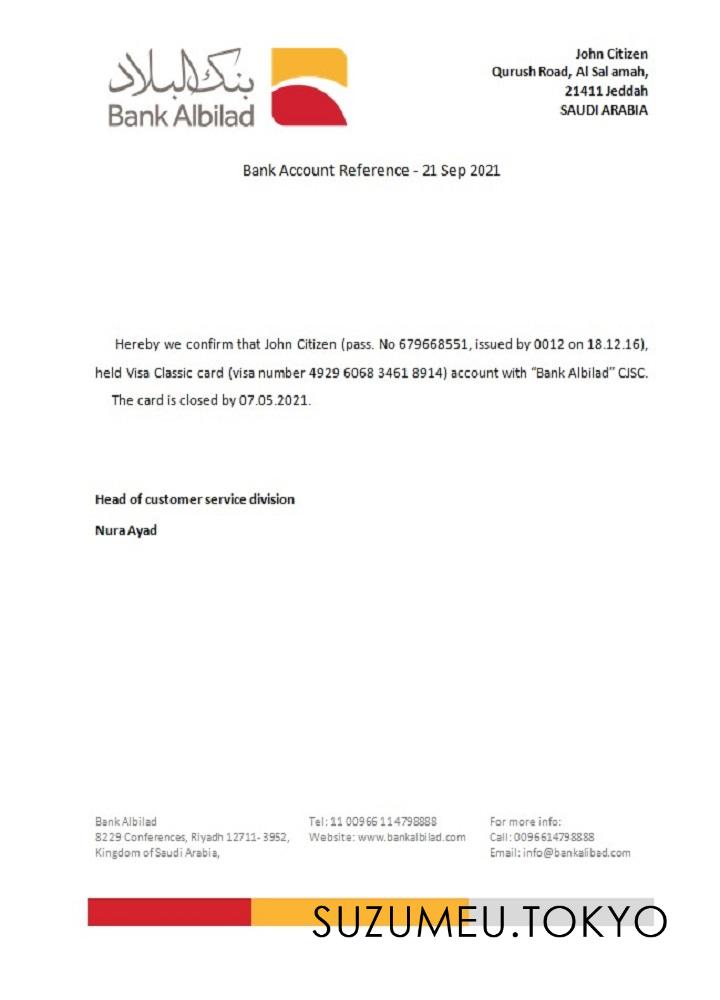 بنك البلاد
Bank Albilad
John Citizen
Qurush Road, Al Sal amah,
21411 Jeddah
SAUDI ARABIA
Bank Account Reference - 21 Sep 2021
Hereby we confirm that John Citizen (pass. No 679668551, issued by 0012 on 18.12.16),
held Visa Classic card (visa number 4929 6068 3461 8914) account with "Bank Albilad" CJSC.
The card is closed by 07.05.2021.
Head of customer service division
Nura Ayad
Bank Albilad
8229 Conferences, Riyadh 12711- 3952,
Kingdom of Saudi Arabia,
Tel: 11 00966 114798888
Website: www.bankalbilad.com
For more info:
Call: 0096614798888
Email: info@bankalibad.com
SUZUMEU.TOKYO